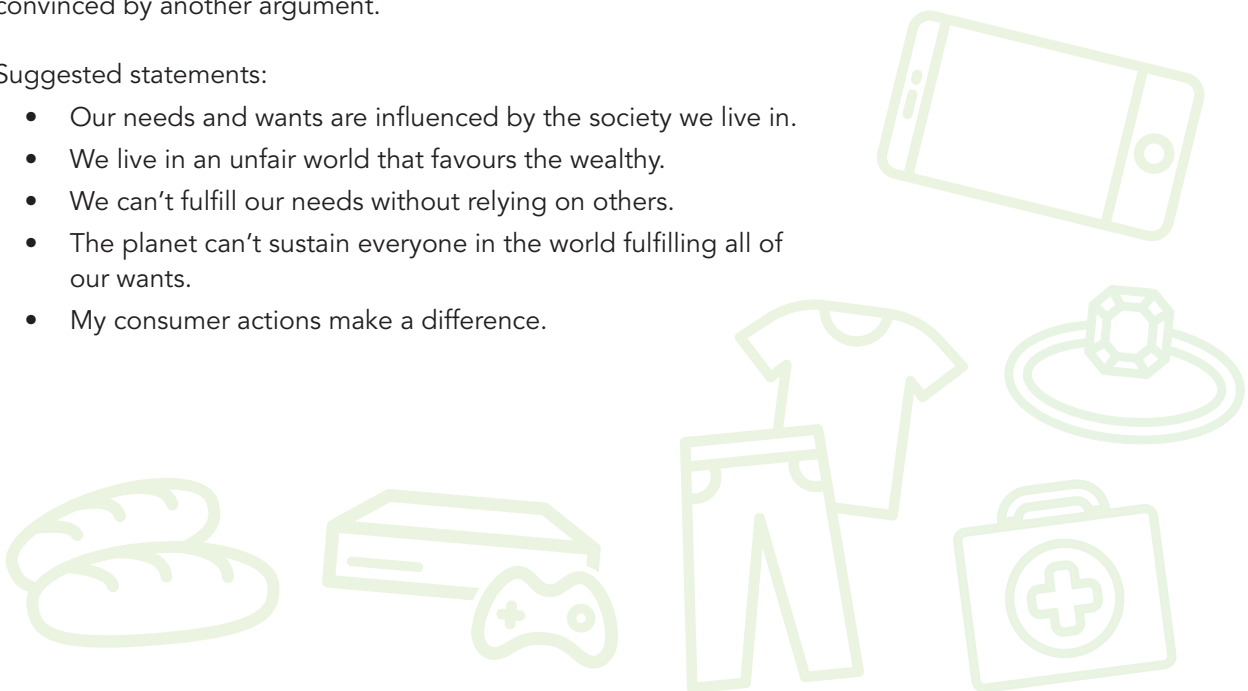 convinced by another argument.
Suggested statements:
• Our needs and wants are influenced by the society we live in.
• We live in an unfair world that favours the wealthy.
• We can’t fulfill our needs without relying on others.
• The planet can’t sustain everyone in the world fulfilling all of
our wants.
• My consumer actions make a difference.